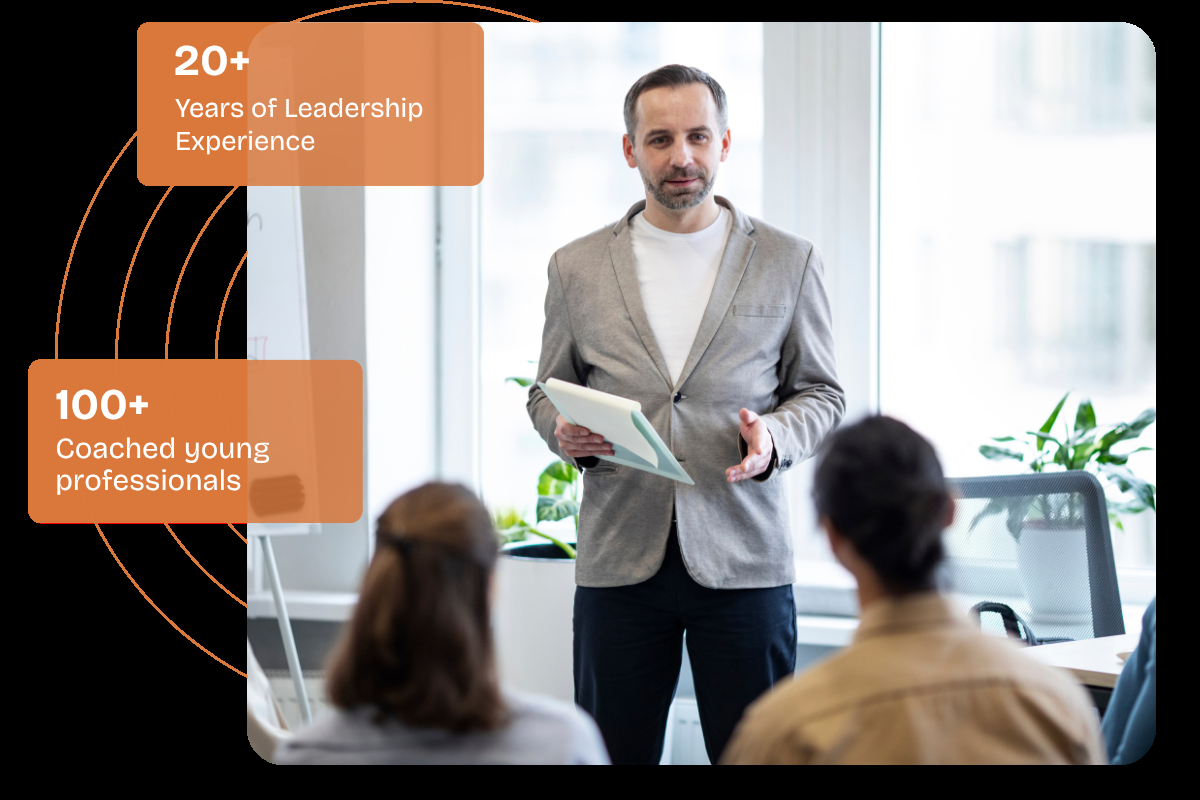 20+
Years of Leadership
Experience
100+
Coached young
professionals